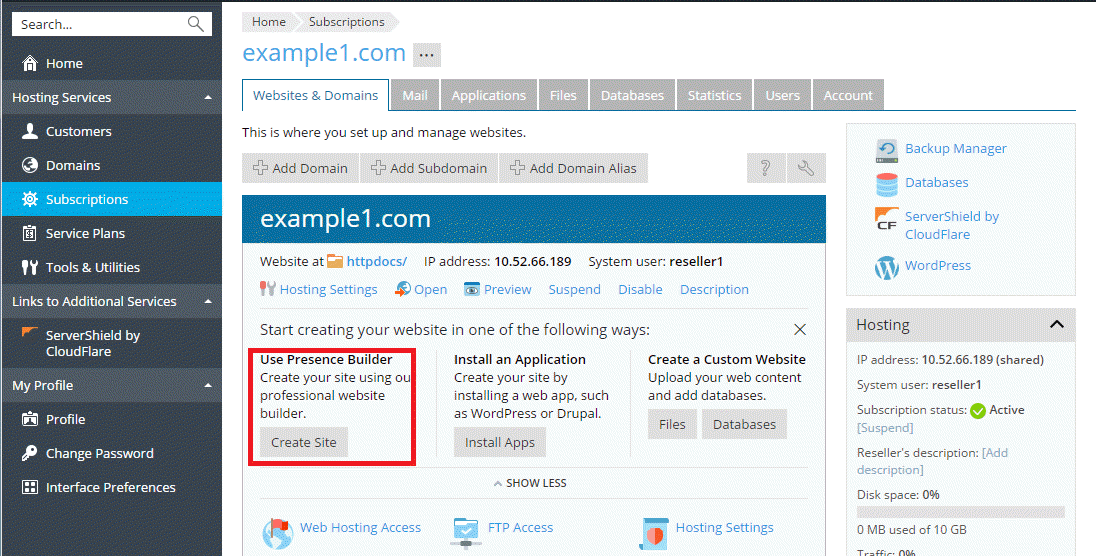 Search...
Home
Hosting Services
Customers
Domains
Subscriptions
Service Plans
Tools & Utilities
Links to Additional Services
ServerShield by
CloudFlare
My Profile
Profile
Change Password
Interface Preferences
Home
Subscriptions
example1.com
Websites & Domains
Mail
Applications
Files
Databases
Statistics
Users
Account
This is where you set up and manage websites.
Add Domain
Add Subdomain
Add Domain Alias
?
example1.com
Website at httpdocs/ IP address: 10.52.66.189 System user: reseller1
Hosting Settings Open Preview Suspend Disable Description
Start creating your website in one of the following ways:
Use Presence Builder
Create your site using ou
professional website
builder.
Create Site
Install an Application
Create your site by
installing a web app, such
as WordPress or Drupal.
Install Apps
Create a Custom Website
Upload your web content
and add databases.
Files
Databases
SHOW LESS
Web Hosting Access
FTP Access
Hosting Settings
Backup Manager
Databases
CF
ServerShield by
CloudFlare
WordPress
Hosting
IP address: 10.52.66.189 (shared)
System user: reseller1
Subscription status: Active
[Suspend]
Reseller's description: [Add
description]
Disk space: 0%
0 MB used of 10 GB
Traffic: 0%